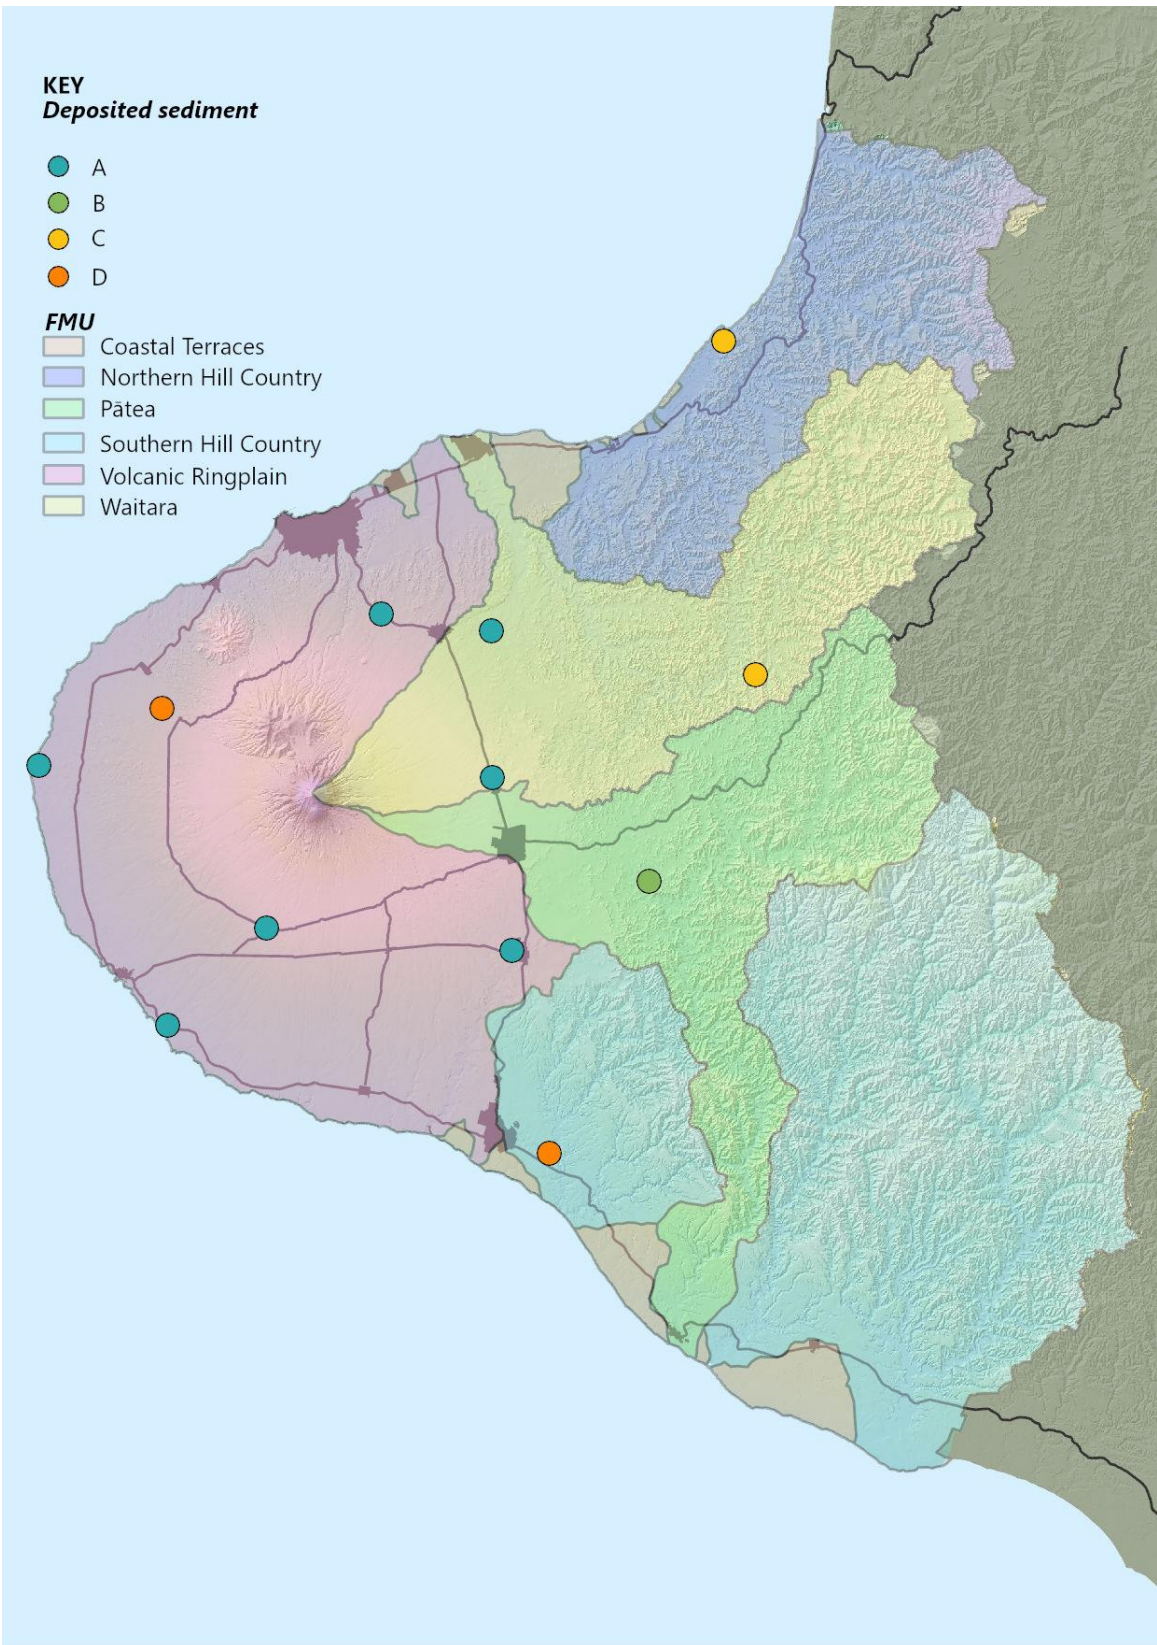 KEY
Deposited sediment
A
B
C
D
FMU
Coastal Terraces
Northern Hill Country
Pātea
Southern Hill Country
Volcanic Ringplain
Waitara